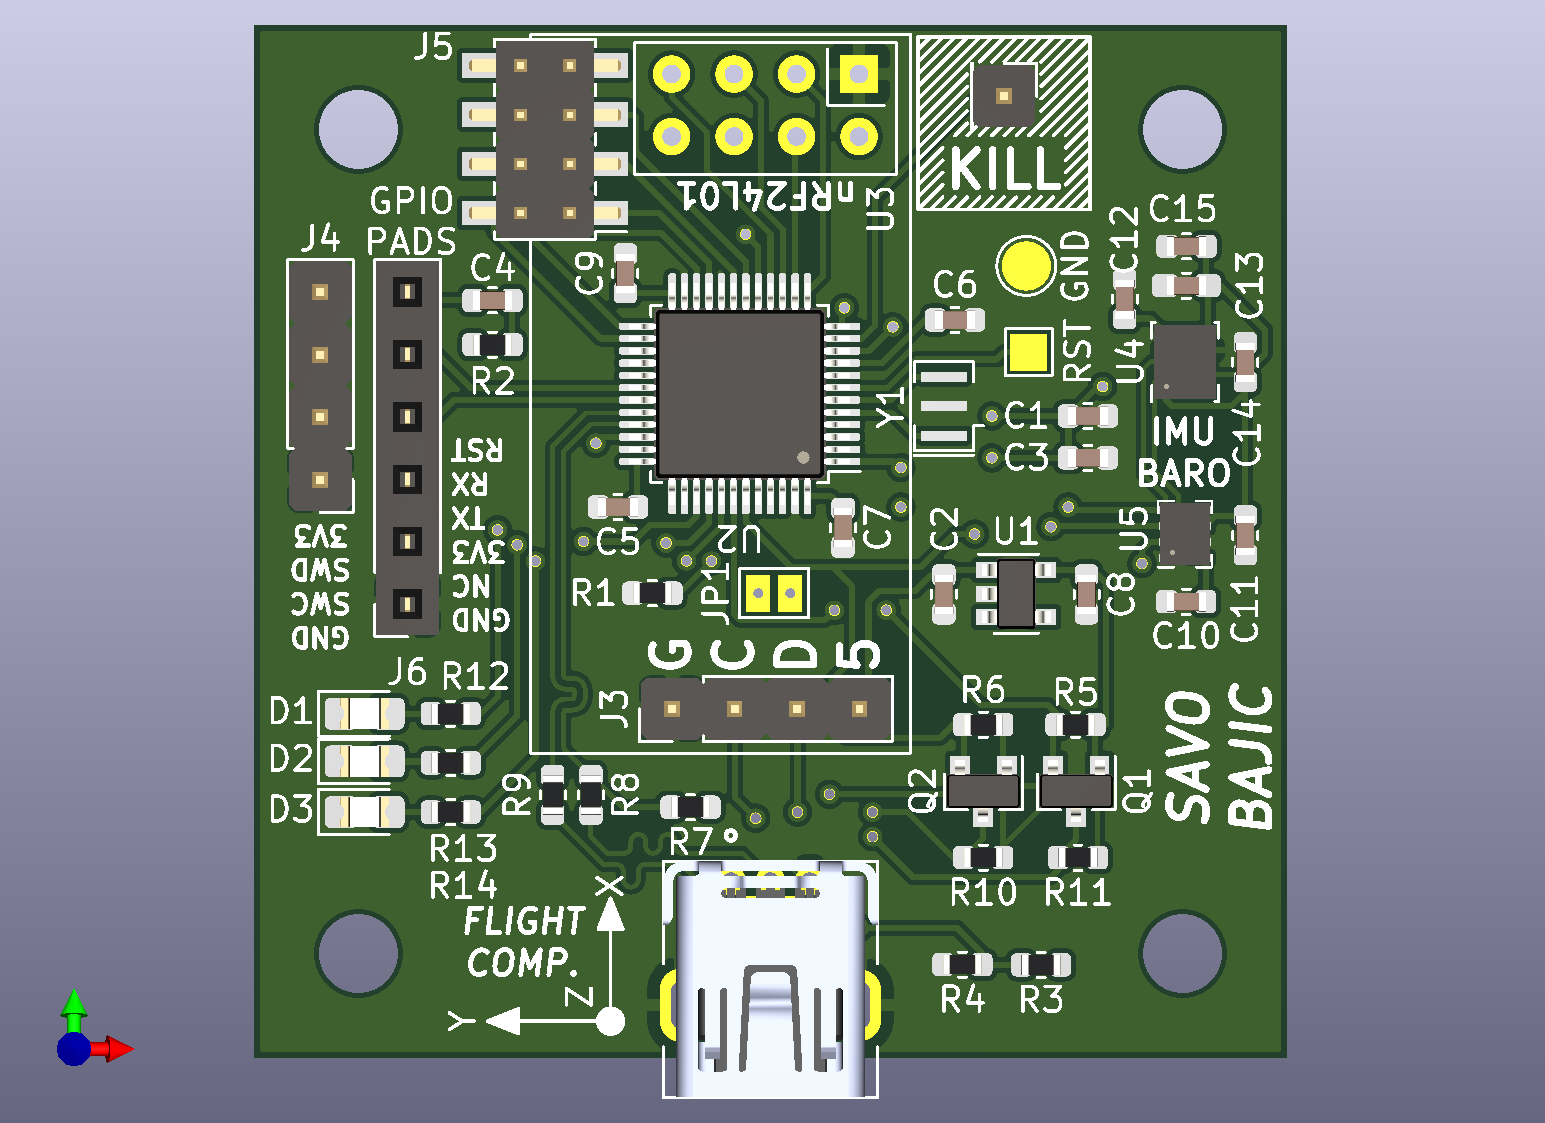 J5
KILL
nRF24L01
U3
GPIO
PADS
J4
C4
R2
C9
C6
GND
RST
C12
C15
C13
U4
C14
Y1
C1
C3
IMU
BARO
RST
RX
TX
3V3
NC
GND
3V3
SWD
SWC
GND
C5
U2
C7
C2
U1
U5
C8
C10
C11
R1
JP1
G C D 5
J3
J6
R12
D1
D2
D3
R13
R14
R9
R8
R7
R6
R5
Q2
Q1
R10
R11
SAVO
BAJIC
FLIGHT
COMP.
X
Z
Y
R4
R3